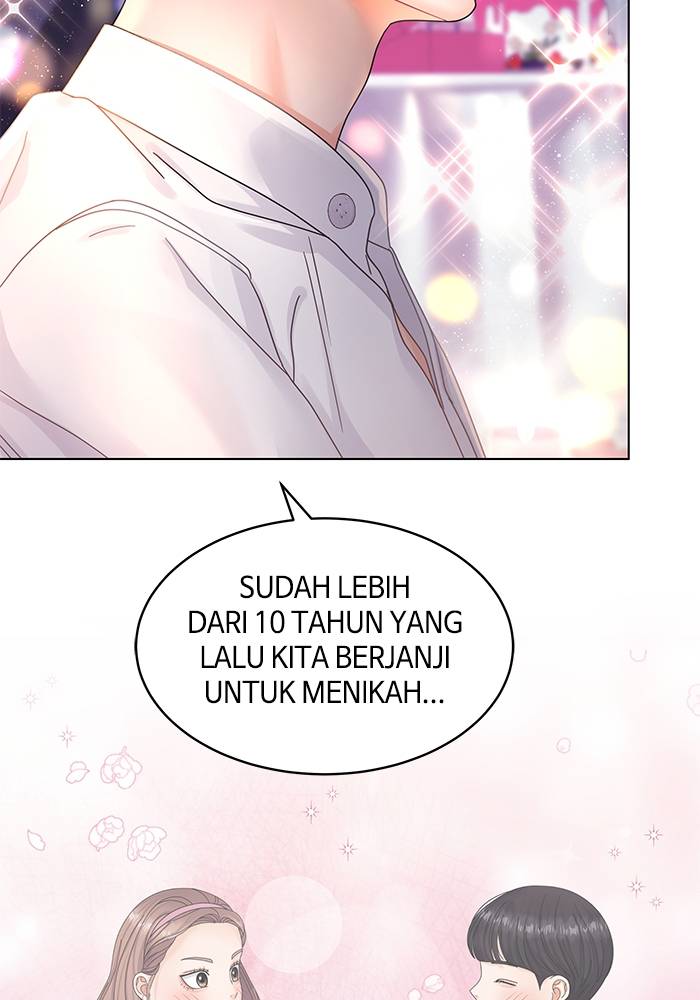 SUDAH LEBIH
DARI 10 TAHUN YANG
LALU KITA BERJANJI
UNTUK MENIKAH...